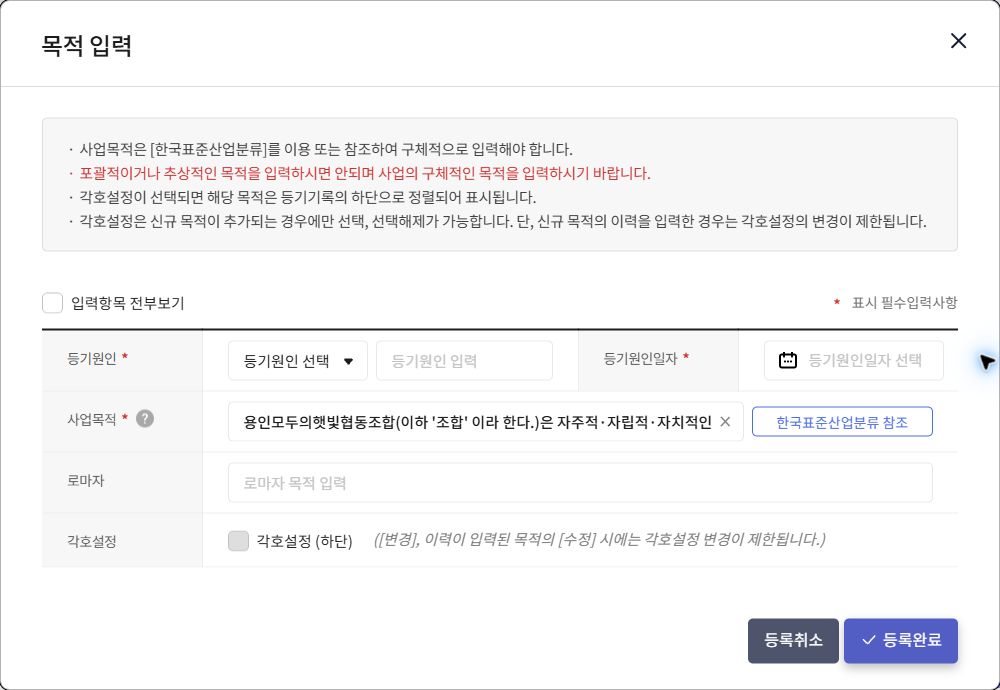 목적 입력
· 사업목적은 [한국표준산업분류]를 이용 또는 참조하여 구체적으로 입력해야 합니다.
· 포괄적이거나 추상적인 목적을 입력하시면 안되며 사업의 구체적인 목적을 입력하시기 바랍니다.
· 각호설정이 선택되면 해당 목적은 등기기록의 하단으로 정렬되어 표시됩니다.
· 각호설정은 신규 목적이 추가되는 경우에만 선택, 선택해제가 가능합니다. 단, 신규 목적의 이력을 입력한 경우는 각호설정의 변경이 제한됩니다.
입력항목 전부보기 * 표시 필수입력사항
등기원인 * 등기원인 선택 등기원인 입력 등기원인일자 * 등기원인일자 선택
사업목적 * ? 용인모두의햇빛협동조합(이하 '조합' 이라 한다.)은 자주적·자립적·자치적인 한국표준산업분류 참조
로마자 로마자 목적 입력
각호설정 각호설정 (하단) ([변경], 이력이 입력된 목적의 [수정] 시에는 각호설정 변경이 제한됩니다.)
등록취소 등록완료